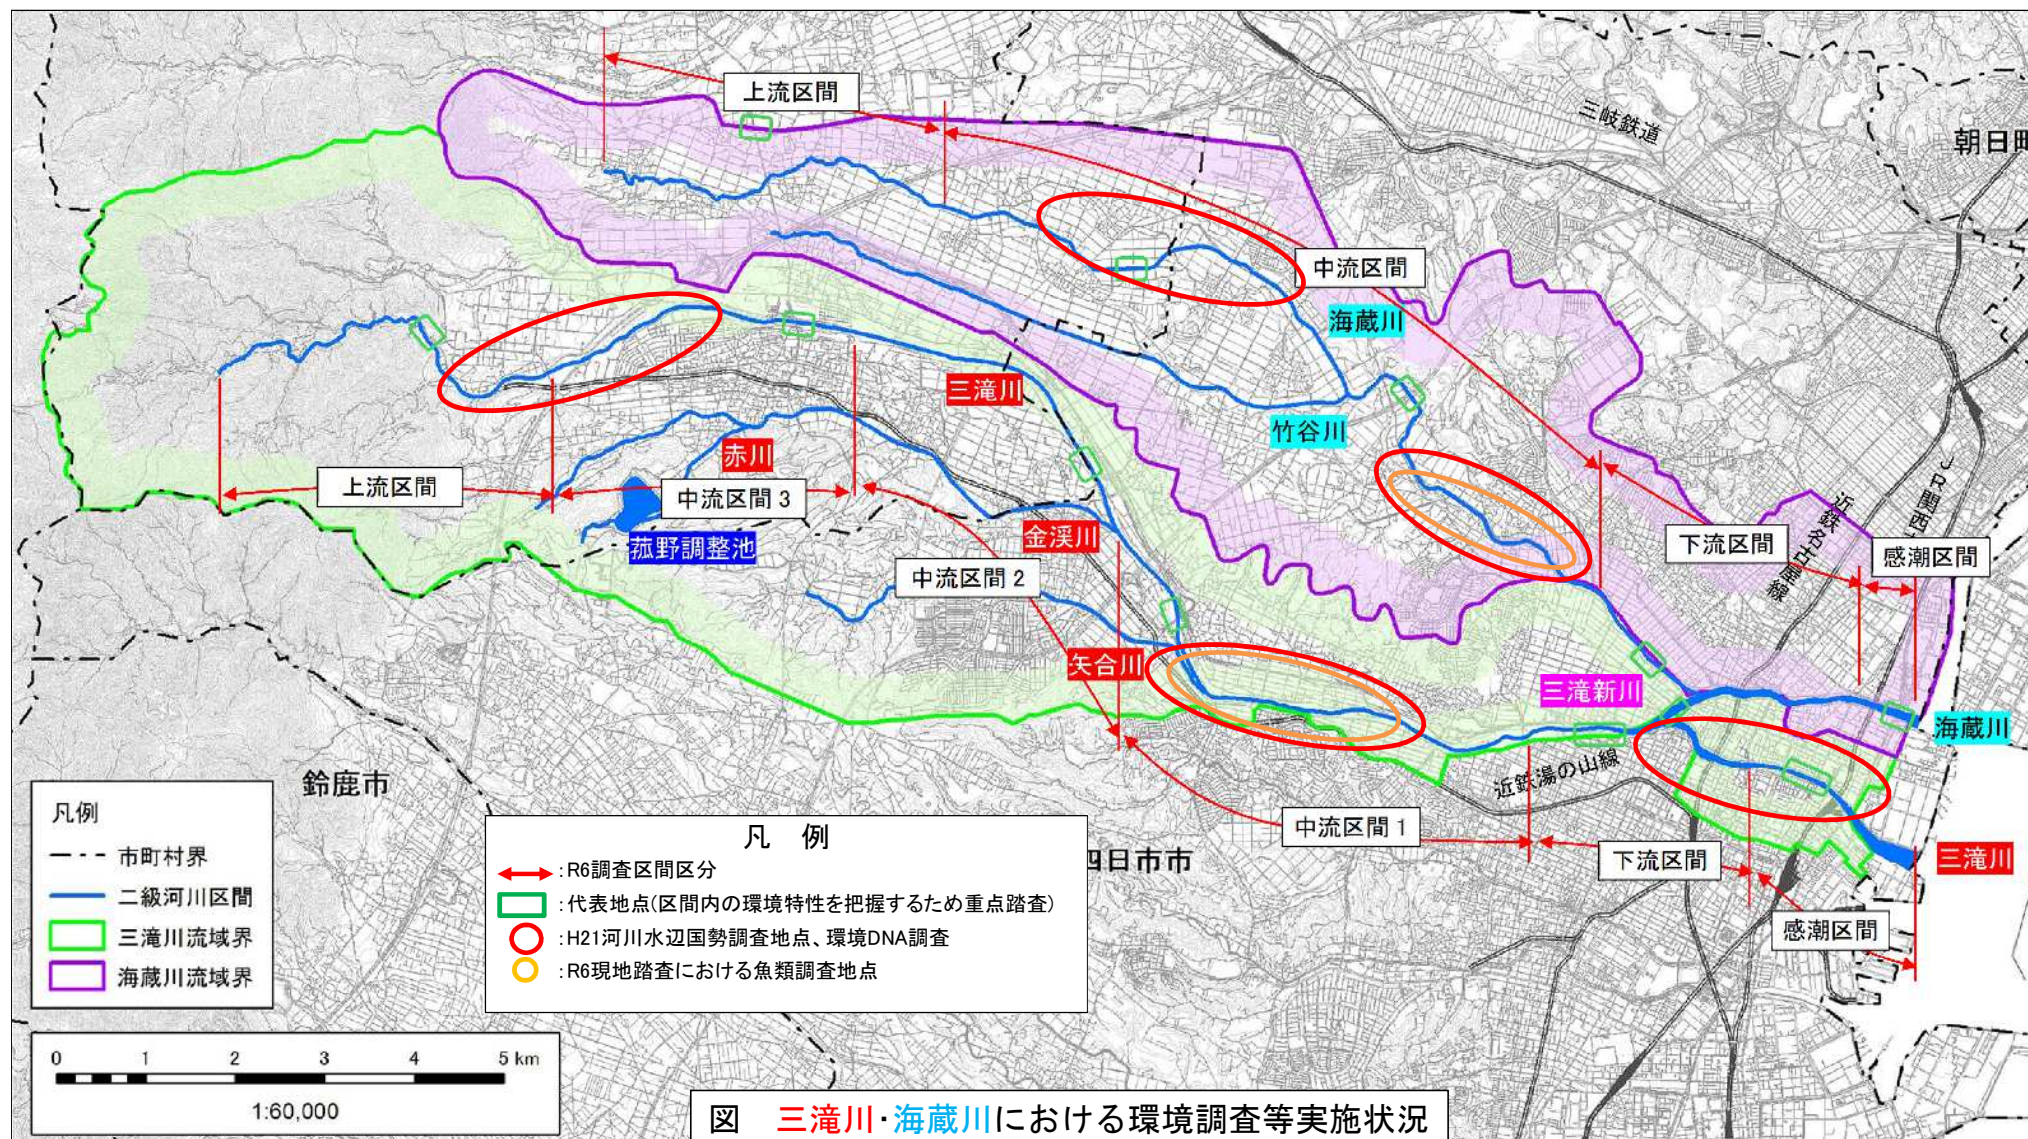 上流区間
三岐鉄道
朝日町
中流区間
海蔵川
三滝川
竹谷川
赤川
上流区間
中流区間3
JR関西
近鉄名古屋線
金渓川
菰野調整池
下流区間
感潮区間
中流区間2
矢合川
三滝新川
海蔵川
鈴鹿市
近鉄湯の山線
中流区間1
四日市市
下流区間
三滝川
感潮区間
凡例
市町村界
二級河川区間
三滝川流域界
海蔵川流域界
凡 例
:R6調査区間区分
:代表地点(区間内の環境特性を把握するため重点踏査)
:H21河川水辺国勢調査地点、環境DNA調査
:R6現地踏査における魚類調査地点
0 1 2 3 4 5 km
1:60,000
図 三滝川・海蔵川における環境調査等実施状況